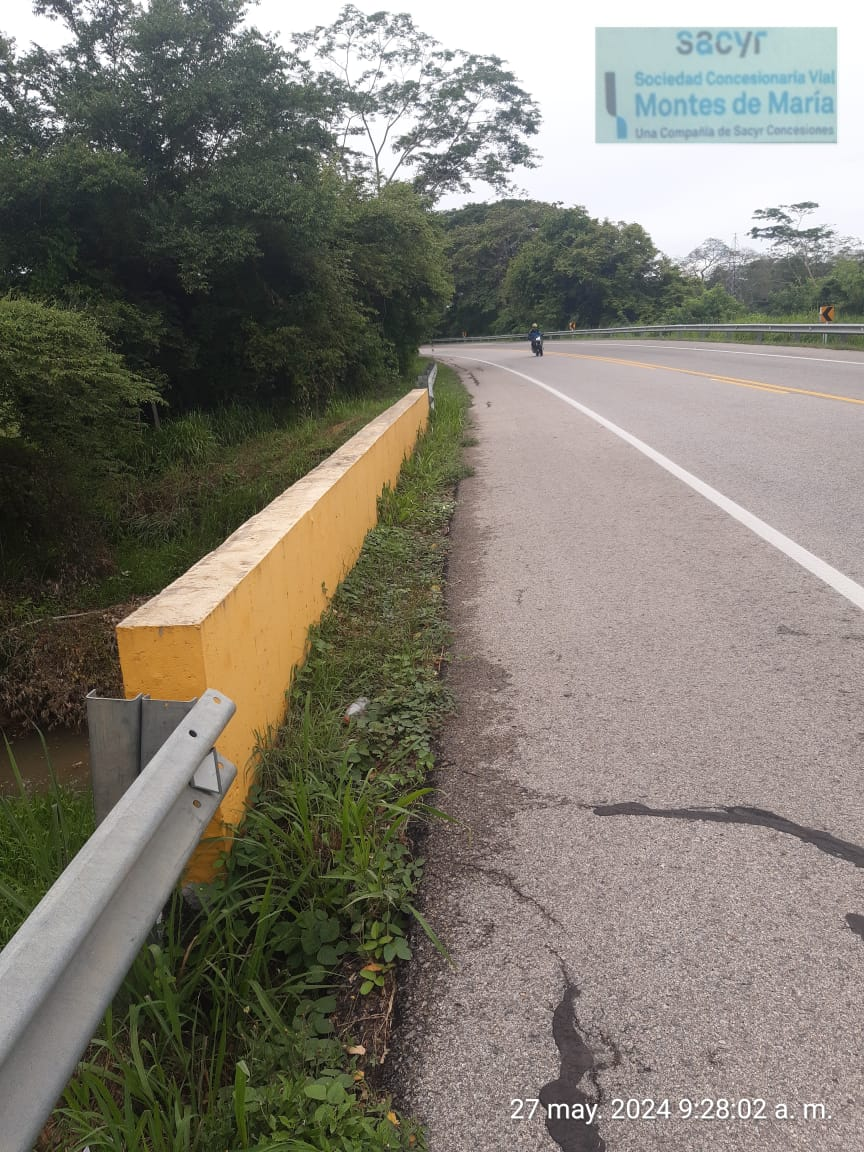 sacyr
Sociedad Concesionaria Vial
Montes de María
Una Compañía de Sacyr Concesiones
27 may. 2024 9:28:02 a. m.